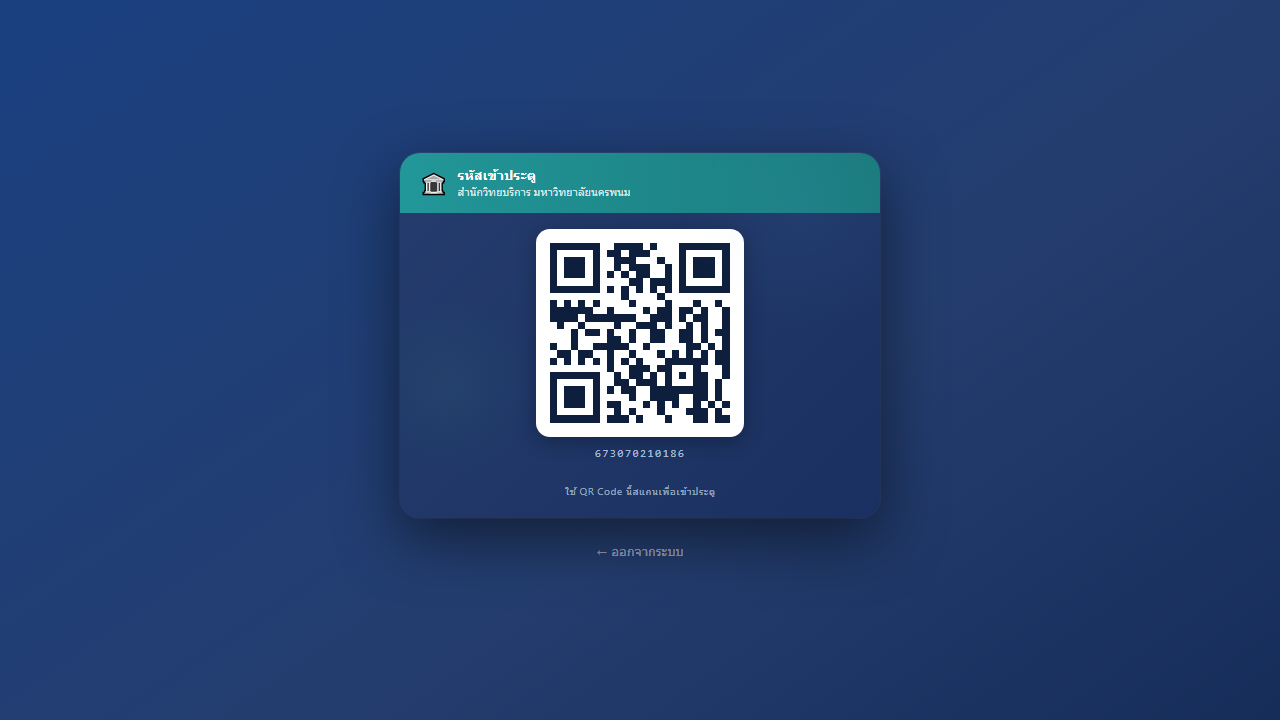 รหัสเข้าประตู
สำนักวิทยบริการ มหาวิทยาลัยนครพนม
673070210186
ใช้ QR Code นี้สแกนเพื่อเข้าประตู
← ออกจากระบบ